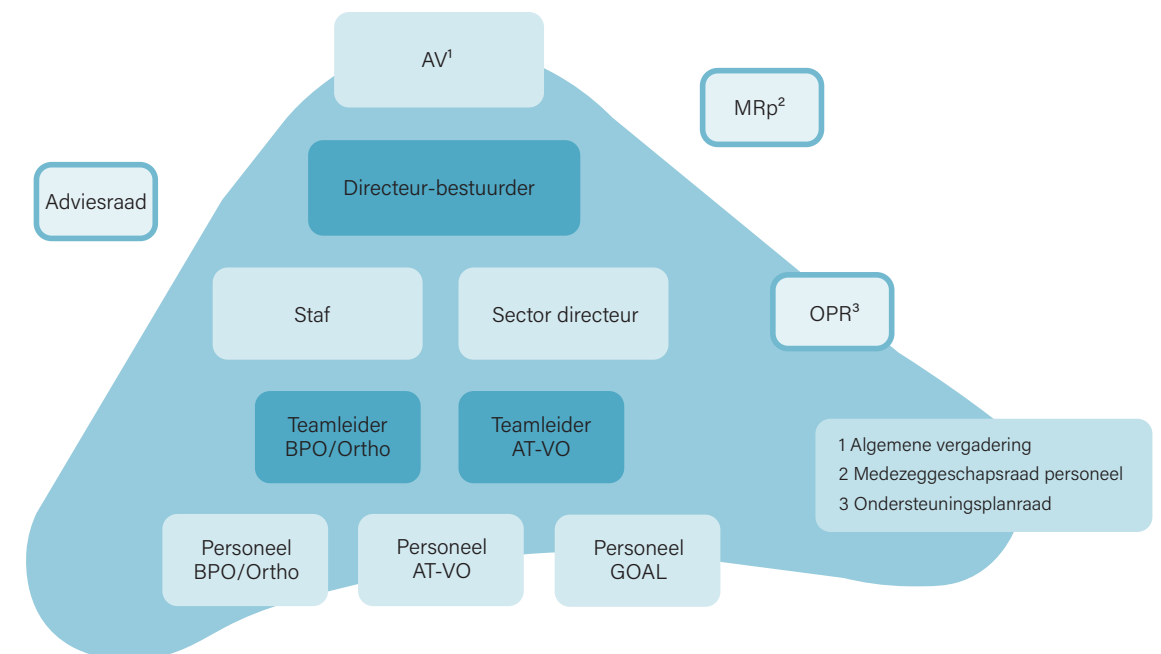 AV¹
MRp²
Directeur-bestuurder
Adviesraad
Staf
Sector directeur
OPR³
Teamleider
BPO/Ortho
Teamleider
AT-VO
1 Algemene vergadering
2 Medezeggeschapsraad personeel
3 Ondersteuningsplanraad
Personeel
BPO/Ortho
Personeel
AT-VO
Personeel
GOAL